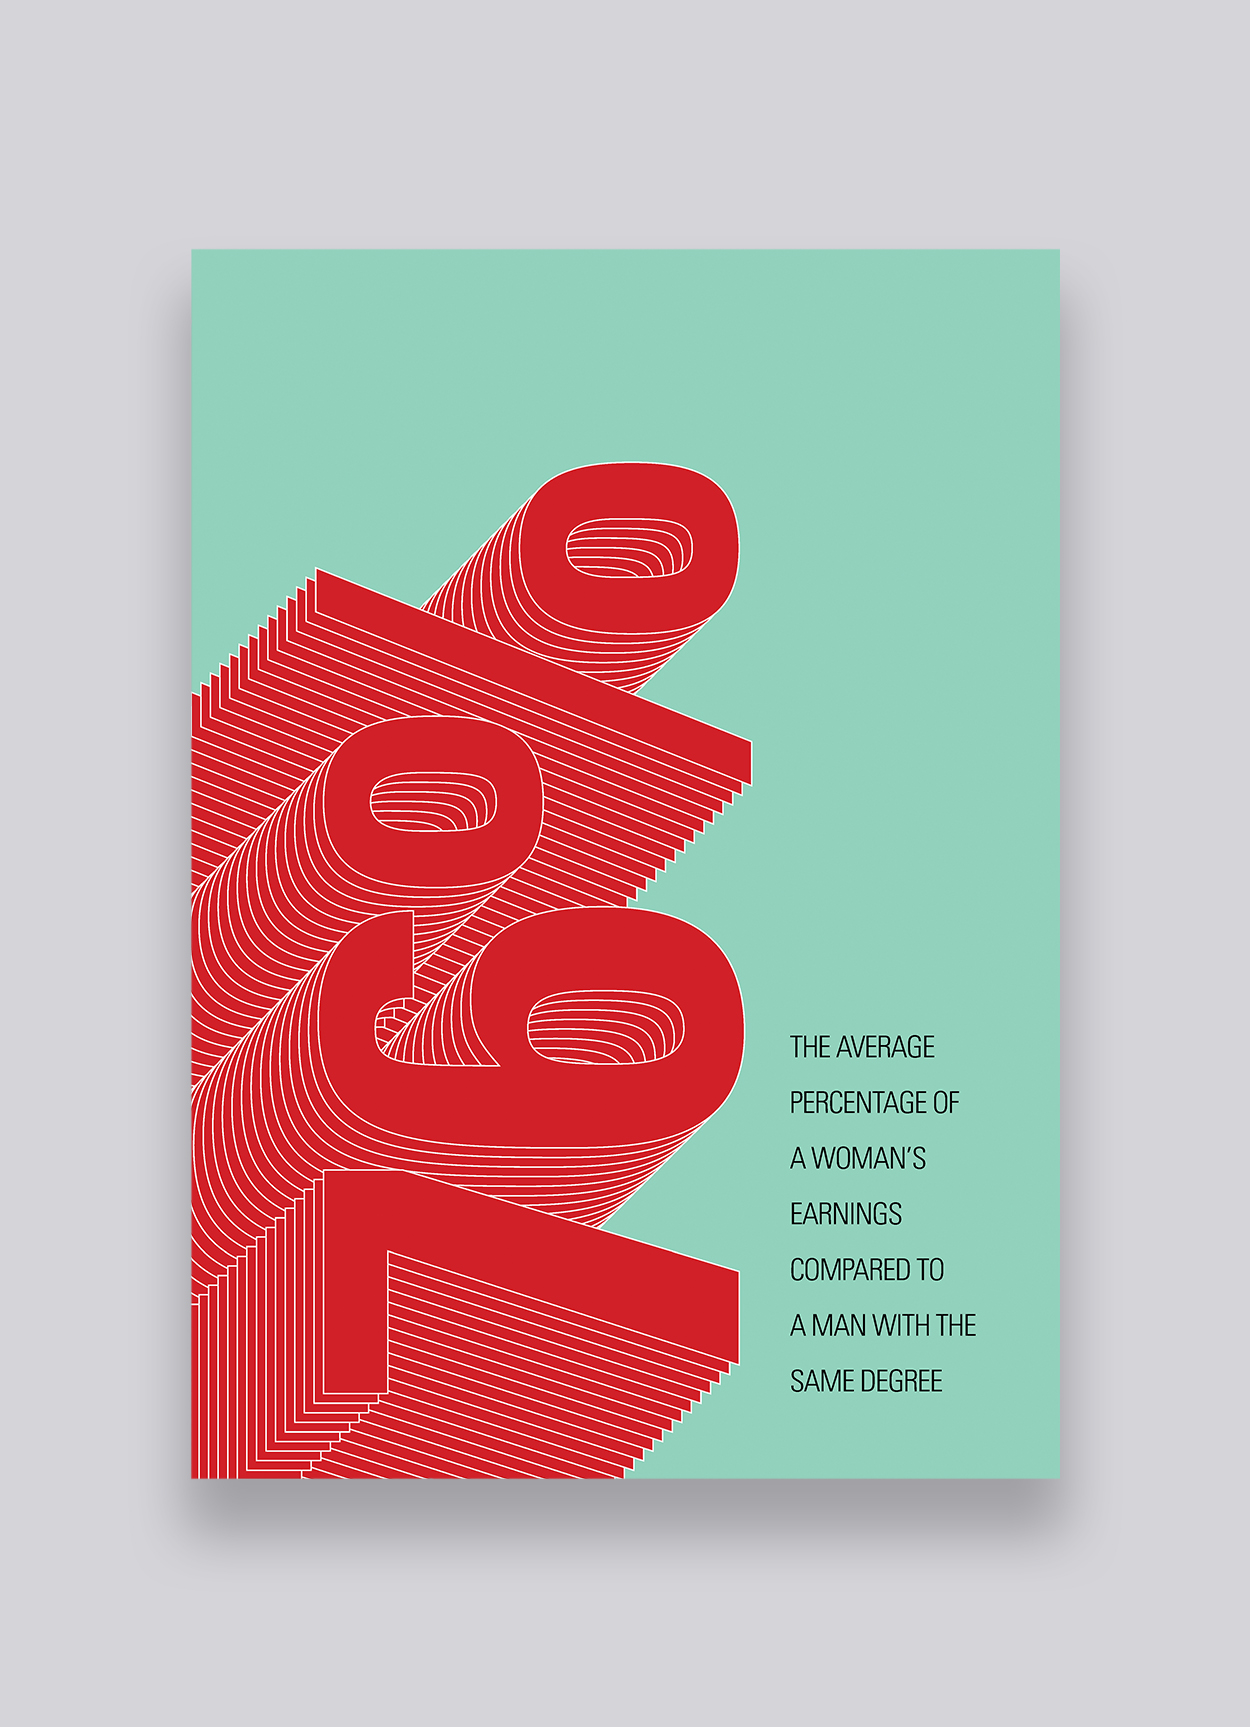 76%
THE AVERAGE
PERCENTAGE OF
A WOMAN’S
EARNINGS
COMPARED TO
A MAN WITH THE
SAME DEGREE